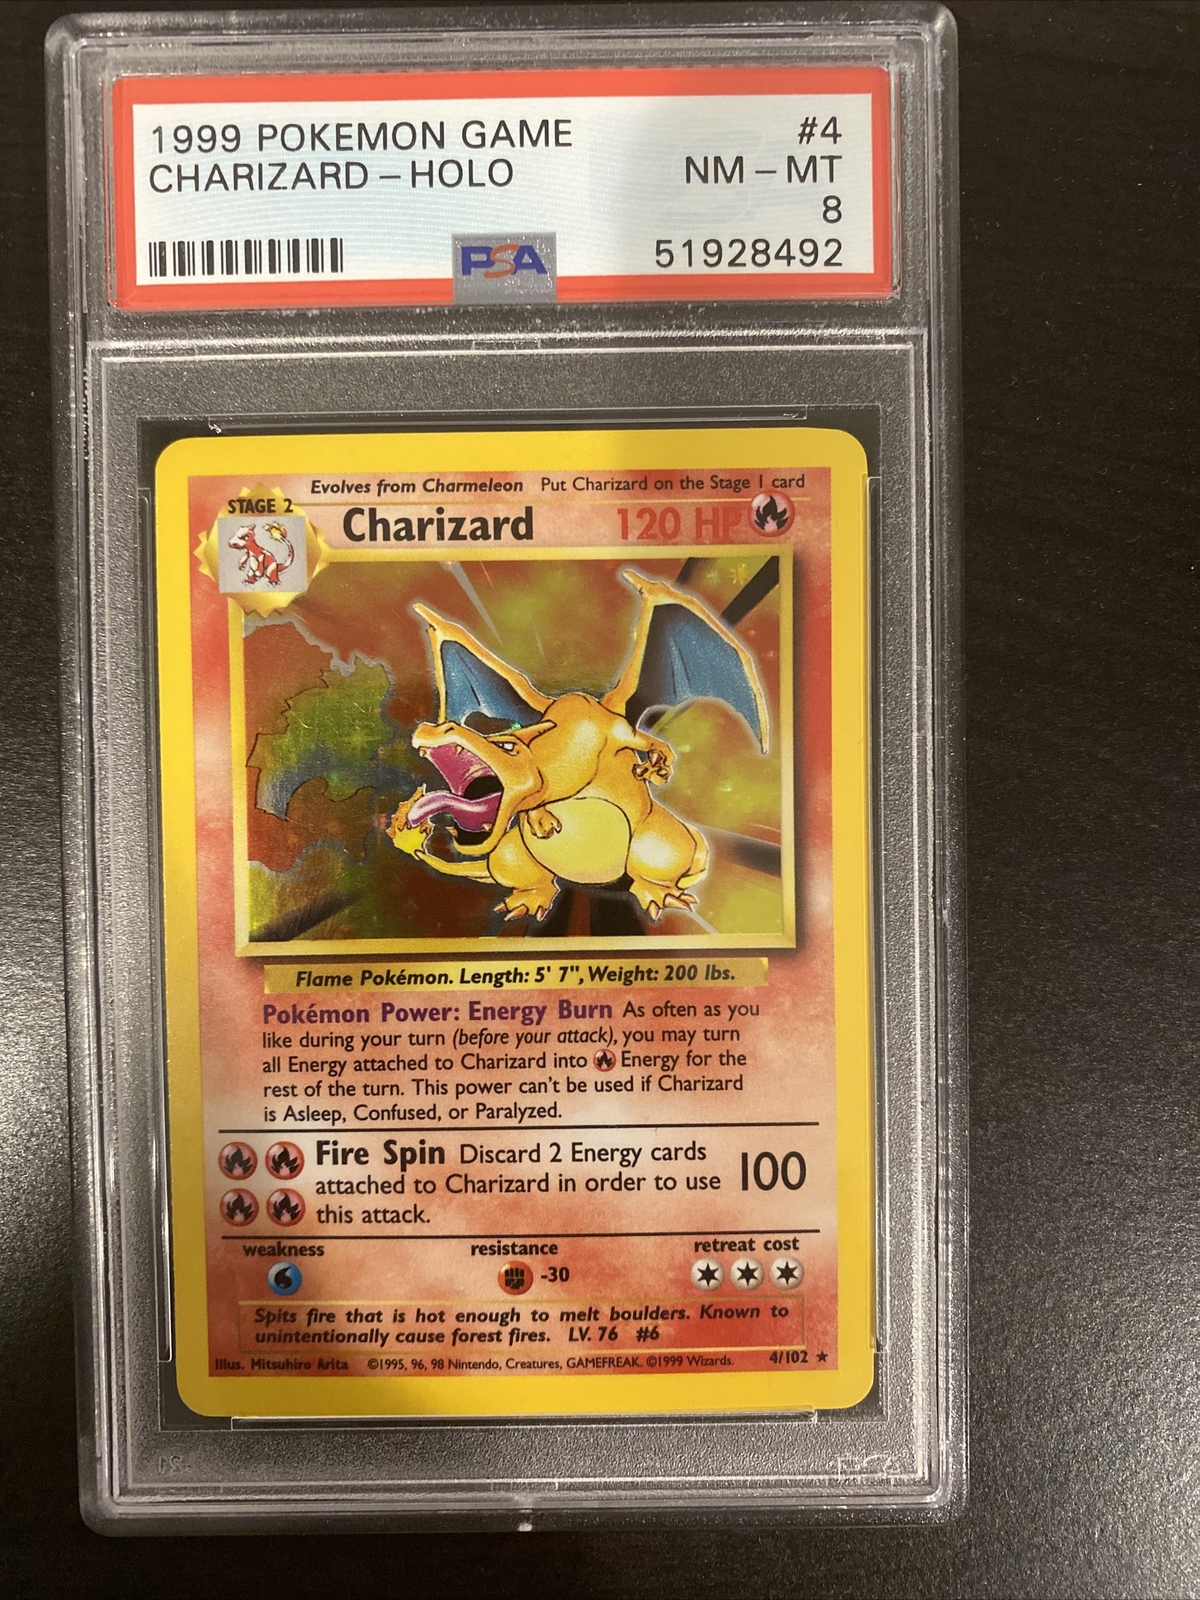 1999 POKEMON GAME #4
CHARIZARD – HOLO NM – MT
8
PSA 51928492
Evolves from Charmeleon Put Charizard on the Stage 1 card
STAGE 2
Charizard 120 HP
Flame Pokémon. Length: 5' 7", Weight: 200 lbs.
Pokémon Power: Energy Burn As often as you
like during your turn (before your attack), you may turn
all Energy attached to Charizard into Energy for the
rest of the turn. This power can't be used if Charizard
is Asleep, Confused, or Paralyzed.
Fire Spin Discard 2 Energy cards
attached to Charizard in order to use 100
this attack.
weakness resistance retreat cost
-30
Spits fire that is hot enough to melt boulders. Known to
unintentionally cause forest fires. LV. 76 #6
Illus. Mitsuhiro Arita ©1995, 96, 98 Nintendo, Creatures, GAMEFREAK. ©1999 Wizards. 4/102 ★